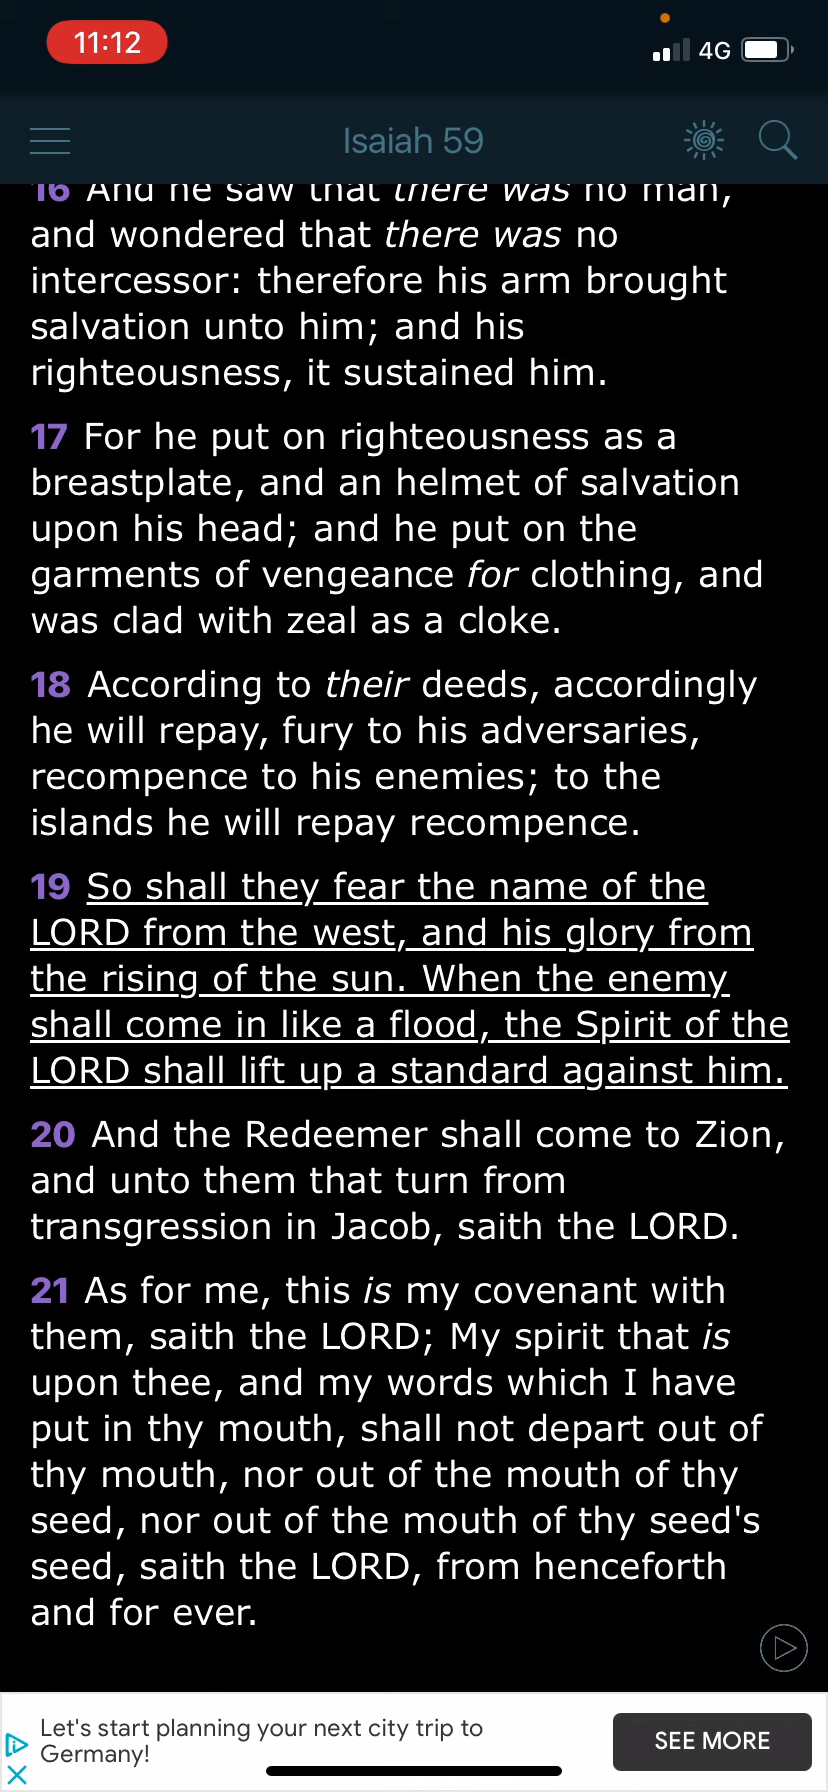 11:12
4G
Isaiah 59
16 And he saw that there was no man,
and wondered that there was no
intercessor: therefore his arm brought
salvation unto him; and his
righteousness, it sustained him.
17 For he put on righteousness as a
breastplate, and an helmet of salvation
upon his head; and he put on the
garments of vengeance for clothing, and
was clad with zeal as a cloke.
18 According to their deeds, accordingly
he will repay, fury to his adversaries,
recompence to his enemies; to the
islands he will repay recompence.
19 So shall they fear the name of the
LORD from the west, and his glory from
the rising of the sun. When the enemy
shall come in like a flood, the Spirit of the
LORD shall lift up a standard against him.
20 And the Redeemer shall come to Zion,
and unto them that turn from
transgression in Jacob, saith the LORD.
21 As for me, this is my covenant with
them, saith the LORD; My spirit that is
upon thee, and my words which I have
put in thy mouth, shall not depart out of
thy mouth, nor out of the mouth of thy
seed, nor out of the mouth of thy seed's
seed, saith the LORD, from henceforth
and for ever.
Let's start planning your next city trip to
Germany!
SEE MORE